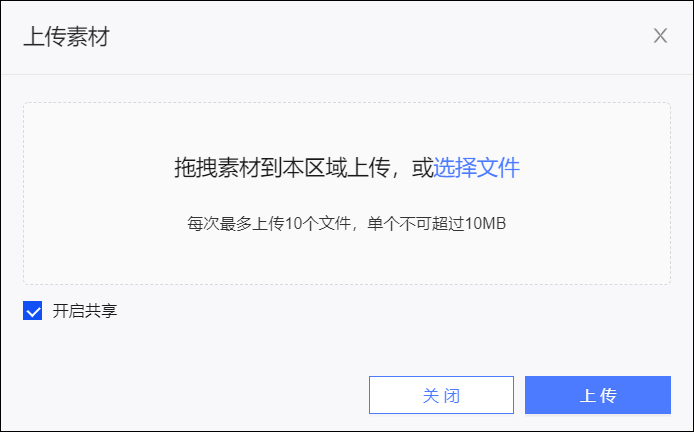 上传素材
拖拽素材到本区域上传，或选择文件
每次最多上传10个文件，单个不可超过10MB
开启共享
关闭
上传